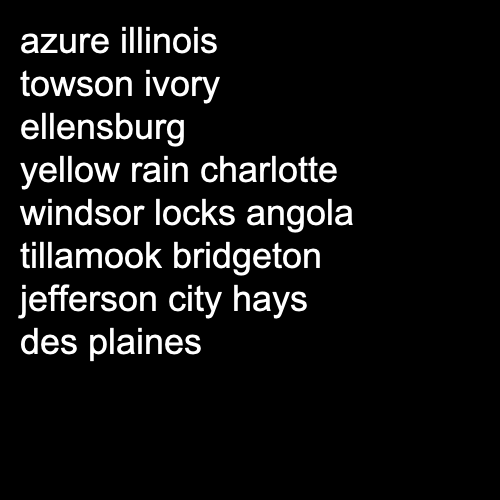 azure illinois
towson ivory
ellensburg
yellow rain charlotte
windsor locks angola
tillamook bridgeton
jefferson city hays
des plaines